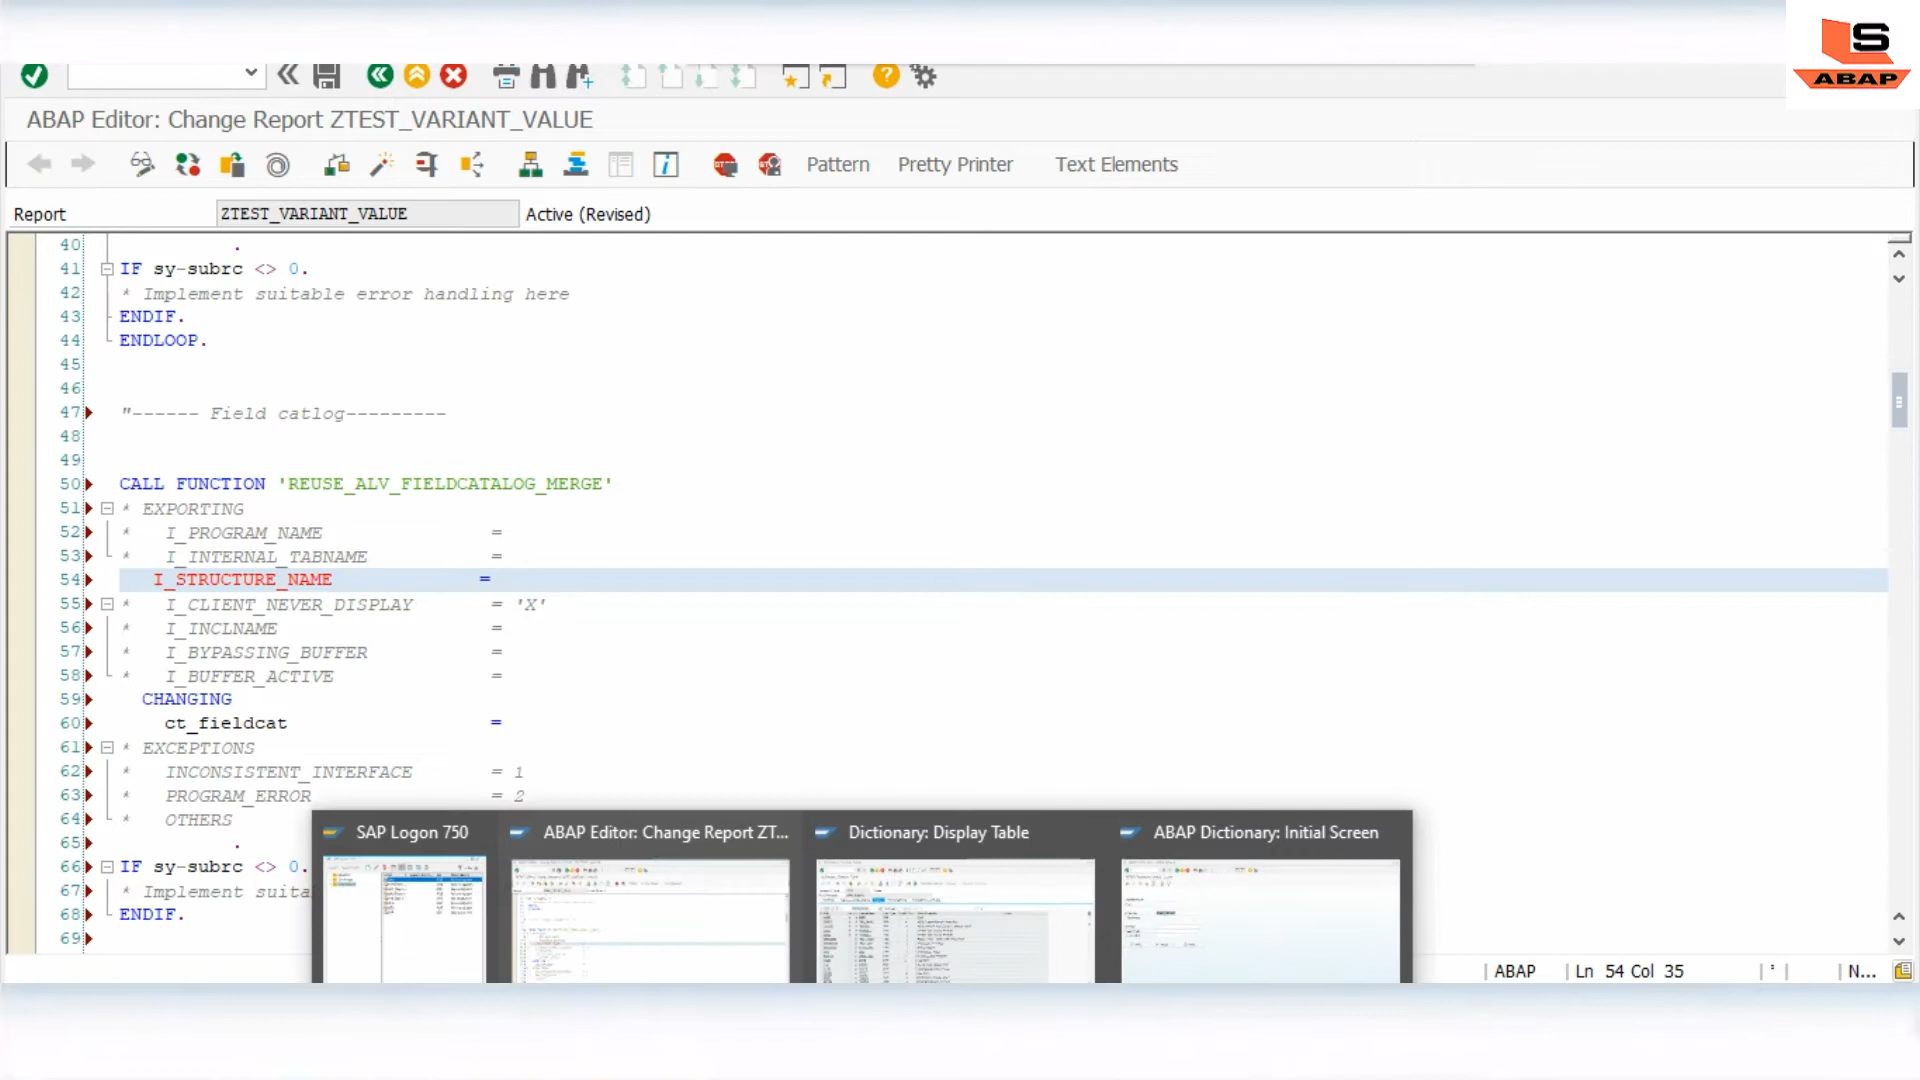 S
ABAP
ABAP Editor: Change Report ZTEST_VARIANT_VALUE
Pattern Pretty Printer Text Elements
Report ZTEST_VARIANT_VALUE Active (Revised)
40 .
41 IF sy-subrc <> 0.
42 * Implement suitable error handling here
43 ENDIF.
44 ENDLOOP.
45
46
47 "------ Field catlog---------
48
49
50 CALL FUNCTION 'REUSE_ALV_FIELDCATALOG_MERGE'
51 * EXPORTING
52 * I_PROGRAM_NAME =
53 * I_INTERNAL_TABNAME =
54 I_STRUCTURE_NAME =
55 * I_CLIENT_NEVER_DISPLAY = 'X'
56 * I_INCLNAME =
57 * I_BYPASSING_BUFFER =
58 * I_BUFFER_ACTIVE =
59 CHANGING
60 ct_fieldcat =
61 * EXCEPTIONS
62 * INCONSISTENT_INTERFACE = 1
63 * PROGRAM_ERROR = 2
64 * OTHERS
65 .
66 IF sy-subrc <> 0.
67 * Implement suita
68 ENDIF.
69
SAP Logon 750
ABAP Editor: Change Report ZT...
Dictionary: Display Table
ABAP Dictionary: Initial Screen
ABAP Ln 54 Col 35 N...